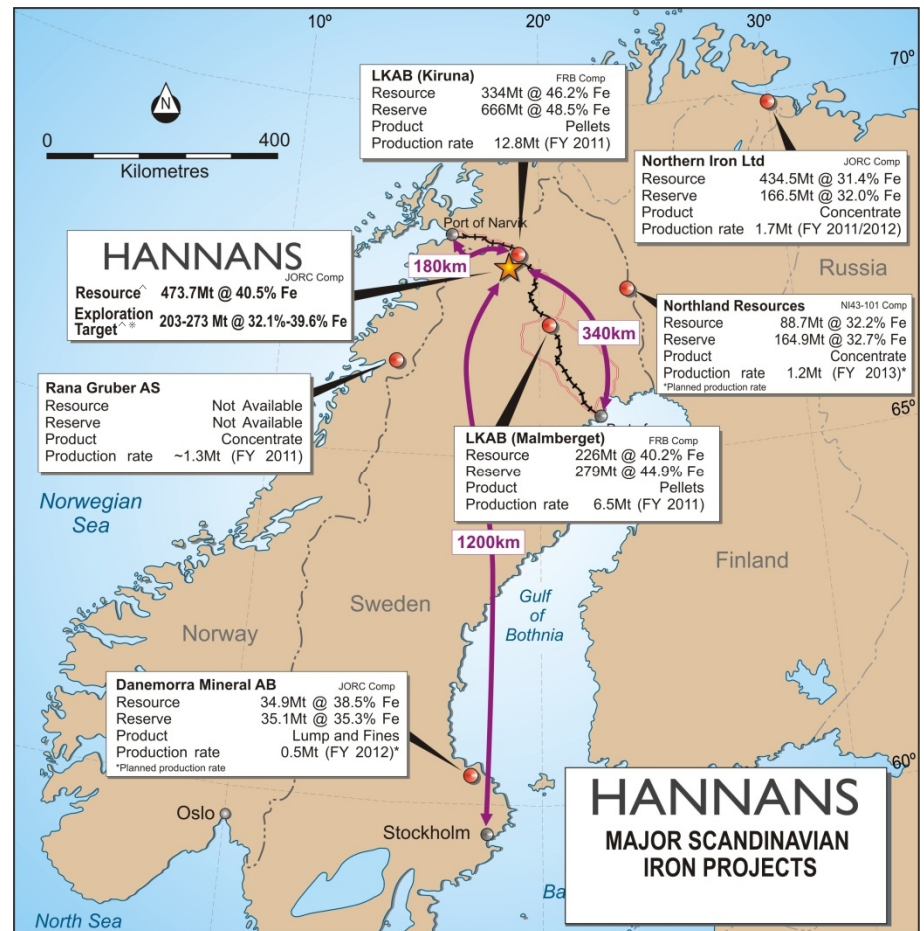 10°
20°
30°
70°
N
0 400
Kilometres
LKAB (Kiruna) FRB Comp
Resource 334Mt @ 46.2% Fe
Reserve 666Mt @ 48.5% Fe
Product Pellets
Production rate 12.8Mt (FY 2011)
Northern Iron Ltd JORC Comp
Resource 434.5Mt @ 31.4% Fe
Reserve 166.5Mt @ 32.0% Fe
Product Concentrate
Production rate 1.7Mt (FY 2011/2012)
Port of Narvik
HANNANS
JORC Comp
Resource^ 473.7Mt @ 40.5% Fe
Exploration
Target^※ 203-273 Mt @ 32.1%-39.6% Fe
180km
Russia
Northland Resources NI43-101 Comp
Resource 88.7Mt @ 32.2% Fe
Reserve 164.9Mt @ 32.7% Fe
Product Concentrate
Production rate 1.2Mt (FY 2013)*
*Planned production rate
340km
Rana Gruber AS
Resource Not Available
Reserve Not Available
Product Concentrate
Production rate ~1.3Mt (FY 2011)
65°
LKAB (Malmberget) FRB Comp
Resource 226Mt @ 40.2% Fe
Reserve 279Mt @ 44.9% Fe
Product Pellets
Production rate 6.5Mt (FY 2011)
Norwegian
Sea
1200km
Finland
Gulf
of
Bothnia
Sweden
Norway
Danemorra Mineral AB JORC Comp
Resource 34.9Mt @ 38.5% Fe
Reserve 35.1Mt @ 35.3% Fe
Product Lump and Fines
Production rate 0.5Mt (FY 2012)*
*Planned production rate
60°
Oslo
Stockholm
HANNANS
MAJOR SCANDINAVIAN
IRON PROJECTS
North Sea